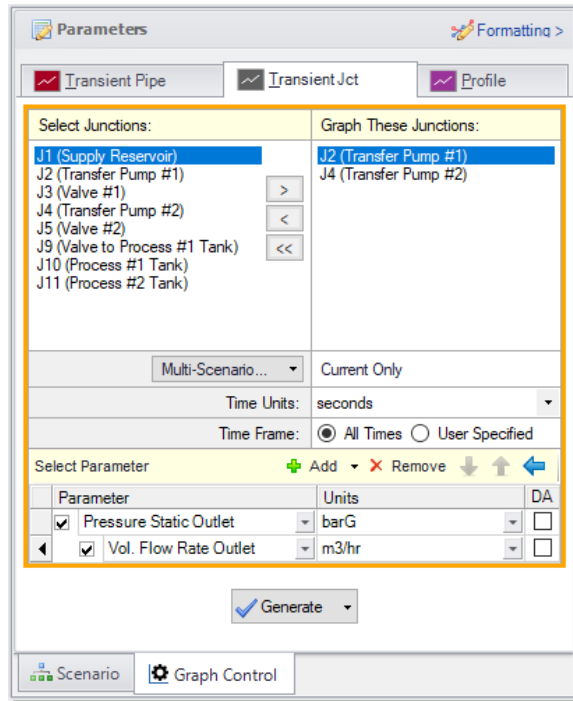 Parameters
Formatting >
Transient Pipe
Transient Jct
Profile
Select Junctions:
Graph These Junctions:
J1 (Supply Reservoir)
J2 (Transfer Pump #1)
J3 (Valve #1)
J4 (Transfer Pump #2)
J5 (Valve #2)
J9 (Valve to Process #1 Tank)
J10 (Process #1 Tank)
J11 (Process #2 Tank)
>
<
<<
J2 (Transfer Pump #1)
J4 (Transfer Pump #2)
Multi-Scenario...
Current Only
Time Units:
seconds
Time Frame:
All Times
User Specified
Select Parameter
Add
Remove
Parameter
Units
DA
Pressure Static Outlet
barG
Vol. Flow Rate Outlet
m3/hr
Generate
Scenario
Graph Control